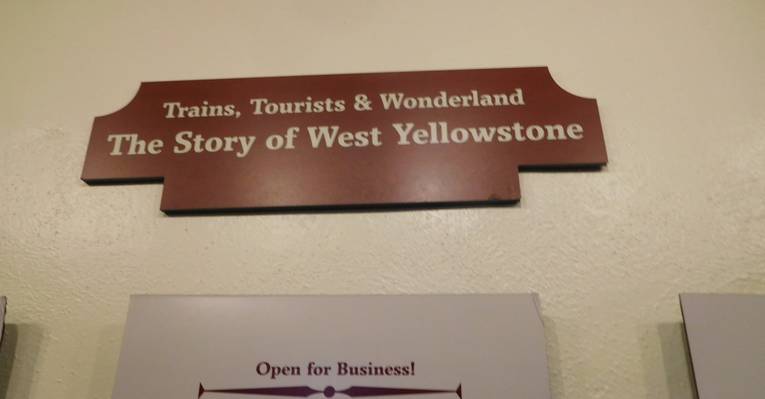 Trains, Tourists & Wonderland
The Story of West Yellowstone
Open for Business!